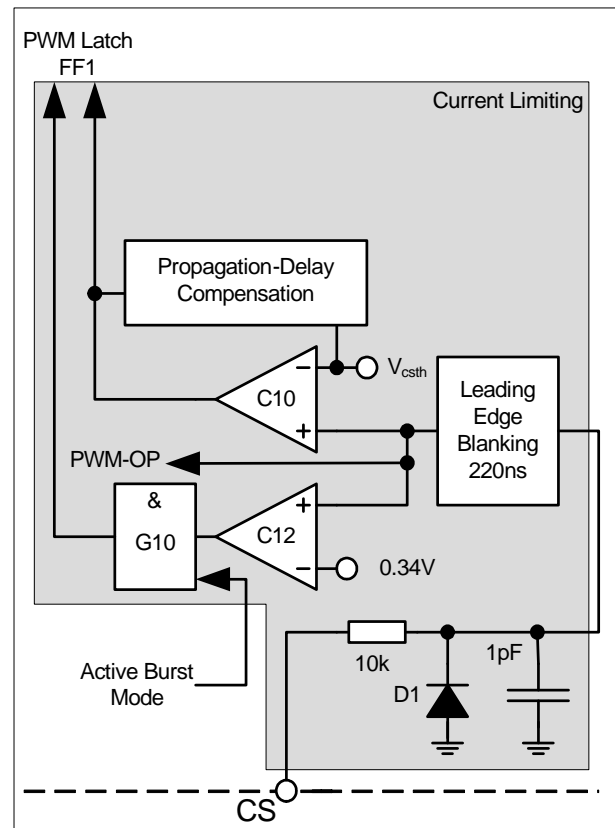 PWM Latch
FF1
Current Limiting
Propagation-Delay
Compensation
Vcsth
C10
Leading
Edge
Blanking
220ns
PWM-OP
&
G10
C12
0.34V
10k
1pF
D1
Active Burst
Mode
CS